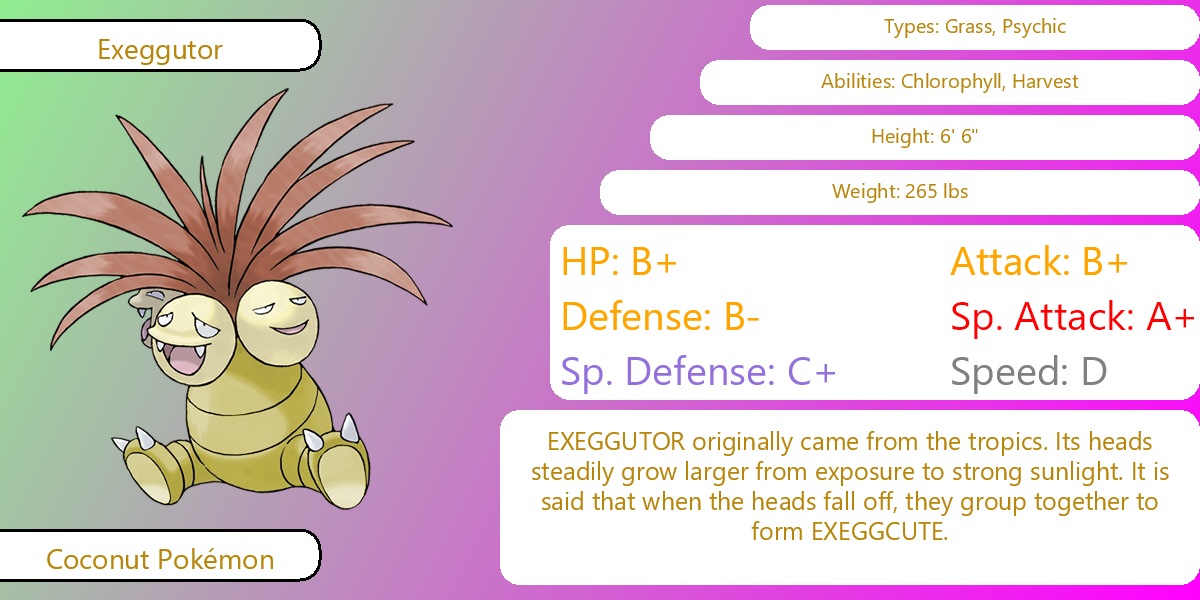 Exeggutor
Types: Grass, Psychic
Abilities: Chlorophyll, Harvest
Height: 6' 6"
Weight: 265 lbs
HP: B+
Attack: B+
Defense: B-
Sp. Attack: A+
Sp. Defense: C+
Speed: D
EXEGGUTOR originally came from the tropics. Its heads
steadily grow larger from exposure to strong sunlight. It is
said that when the heads fall off, they group together to
form EXEGGCUTE.
Coconut Pokémon